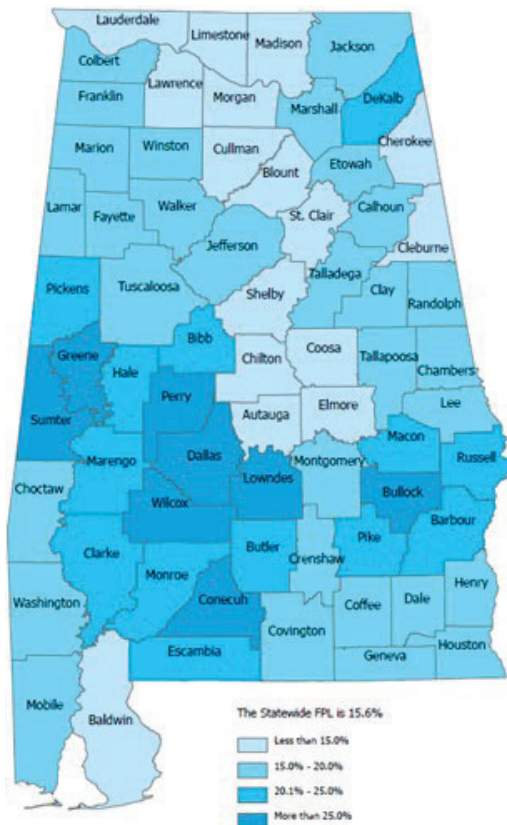 Lauderdale
Limestone
Madison
Jackson
Colbert
Lawrence
Franklin
Morgan
Marshall
DeKalb
Cherokee
Marion
Winston
Cullman
Blount
Etowah
Lamar
Fayette
Walker
St. Clair
Calhoun
Jefferson
Cleburne
Pickens
Tuscaloosa
Talladega
Shelby
Clay
Randolph
Bibb
Greene
Hale
Chilton
Coosa
Tallapoosa
Chambers
Perry
Sumter
Autauga
Elmore
Lee
Macon
Dallas
Marengo
Montgomery
Russell
Choctaw
Lowndes
Bullock
Wilcox
Barbour
Clarke
Butler
Pike
Monroe
Crenshaw
Henry
Conecuh
Washington
Coffee
Dale
Covington
Escambia
Geneva
Houston
Mobile
Baldwin
The Statewide FPL is 15.6%
Less than 15.0%
15.0% - 20.0%
20.1% - 25.0%
More than 25.0%